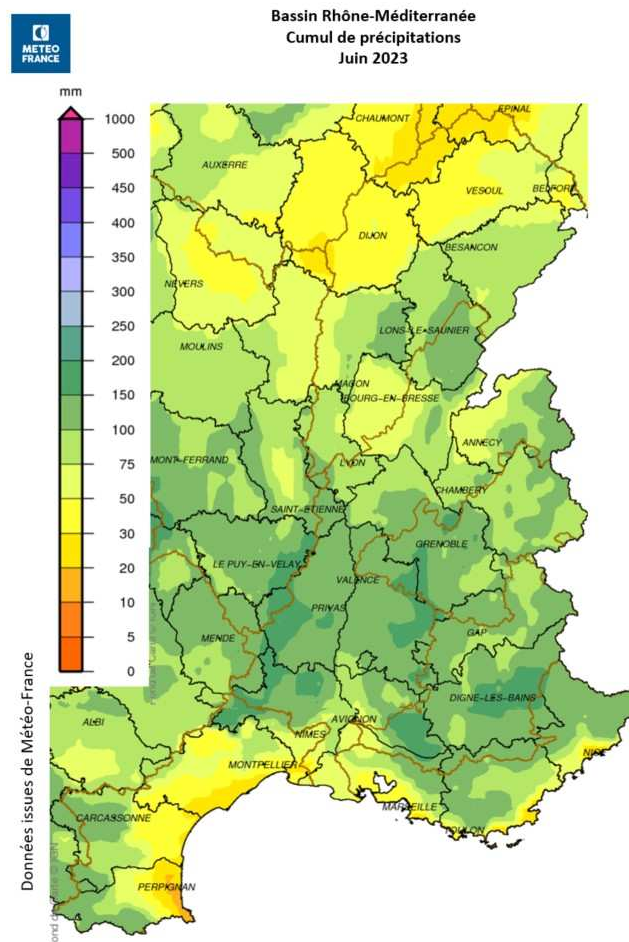 METEO
FRANCE
Bassin Rhône-Méditerranée
Cumul de précipitations
Juin 2023
mm
1000
500
450
400
350
300
250
200
150
100
75
50
30
20
10
5
0
CHAUMONT
EPINAL
AUXERRE
VESOUL
BELFORT
DIJON
BESANCON
NEVERS
LONS-LE-SAUNIER
MOULINS
MACON
BOURG-EN-BRESSE
ANNECY
MONT-FERRAND
LYON
CHAMBERY
SAINT-ETIENNE
GRENOBLE
LE PUY-EN-VELAY
VALENCE
PRIVAS
MENDE
GAP
DIGNE-LES-BAINS
ALBI
AVIGNON
NIMES
NICE
MONTPELLIER
MARSEILLE
CARCASSONNE
TOULON
PERPIGNAN
Données issues de Météo-France